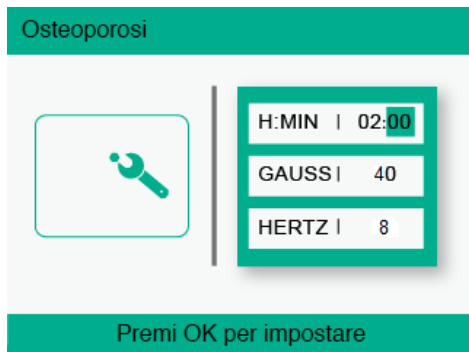 Osteoporosi
H:MIN | 02:00
GAUSS | 40
HERTZ | 8
Premi OK per impostare